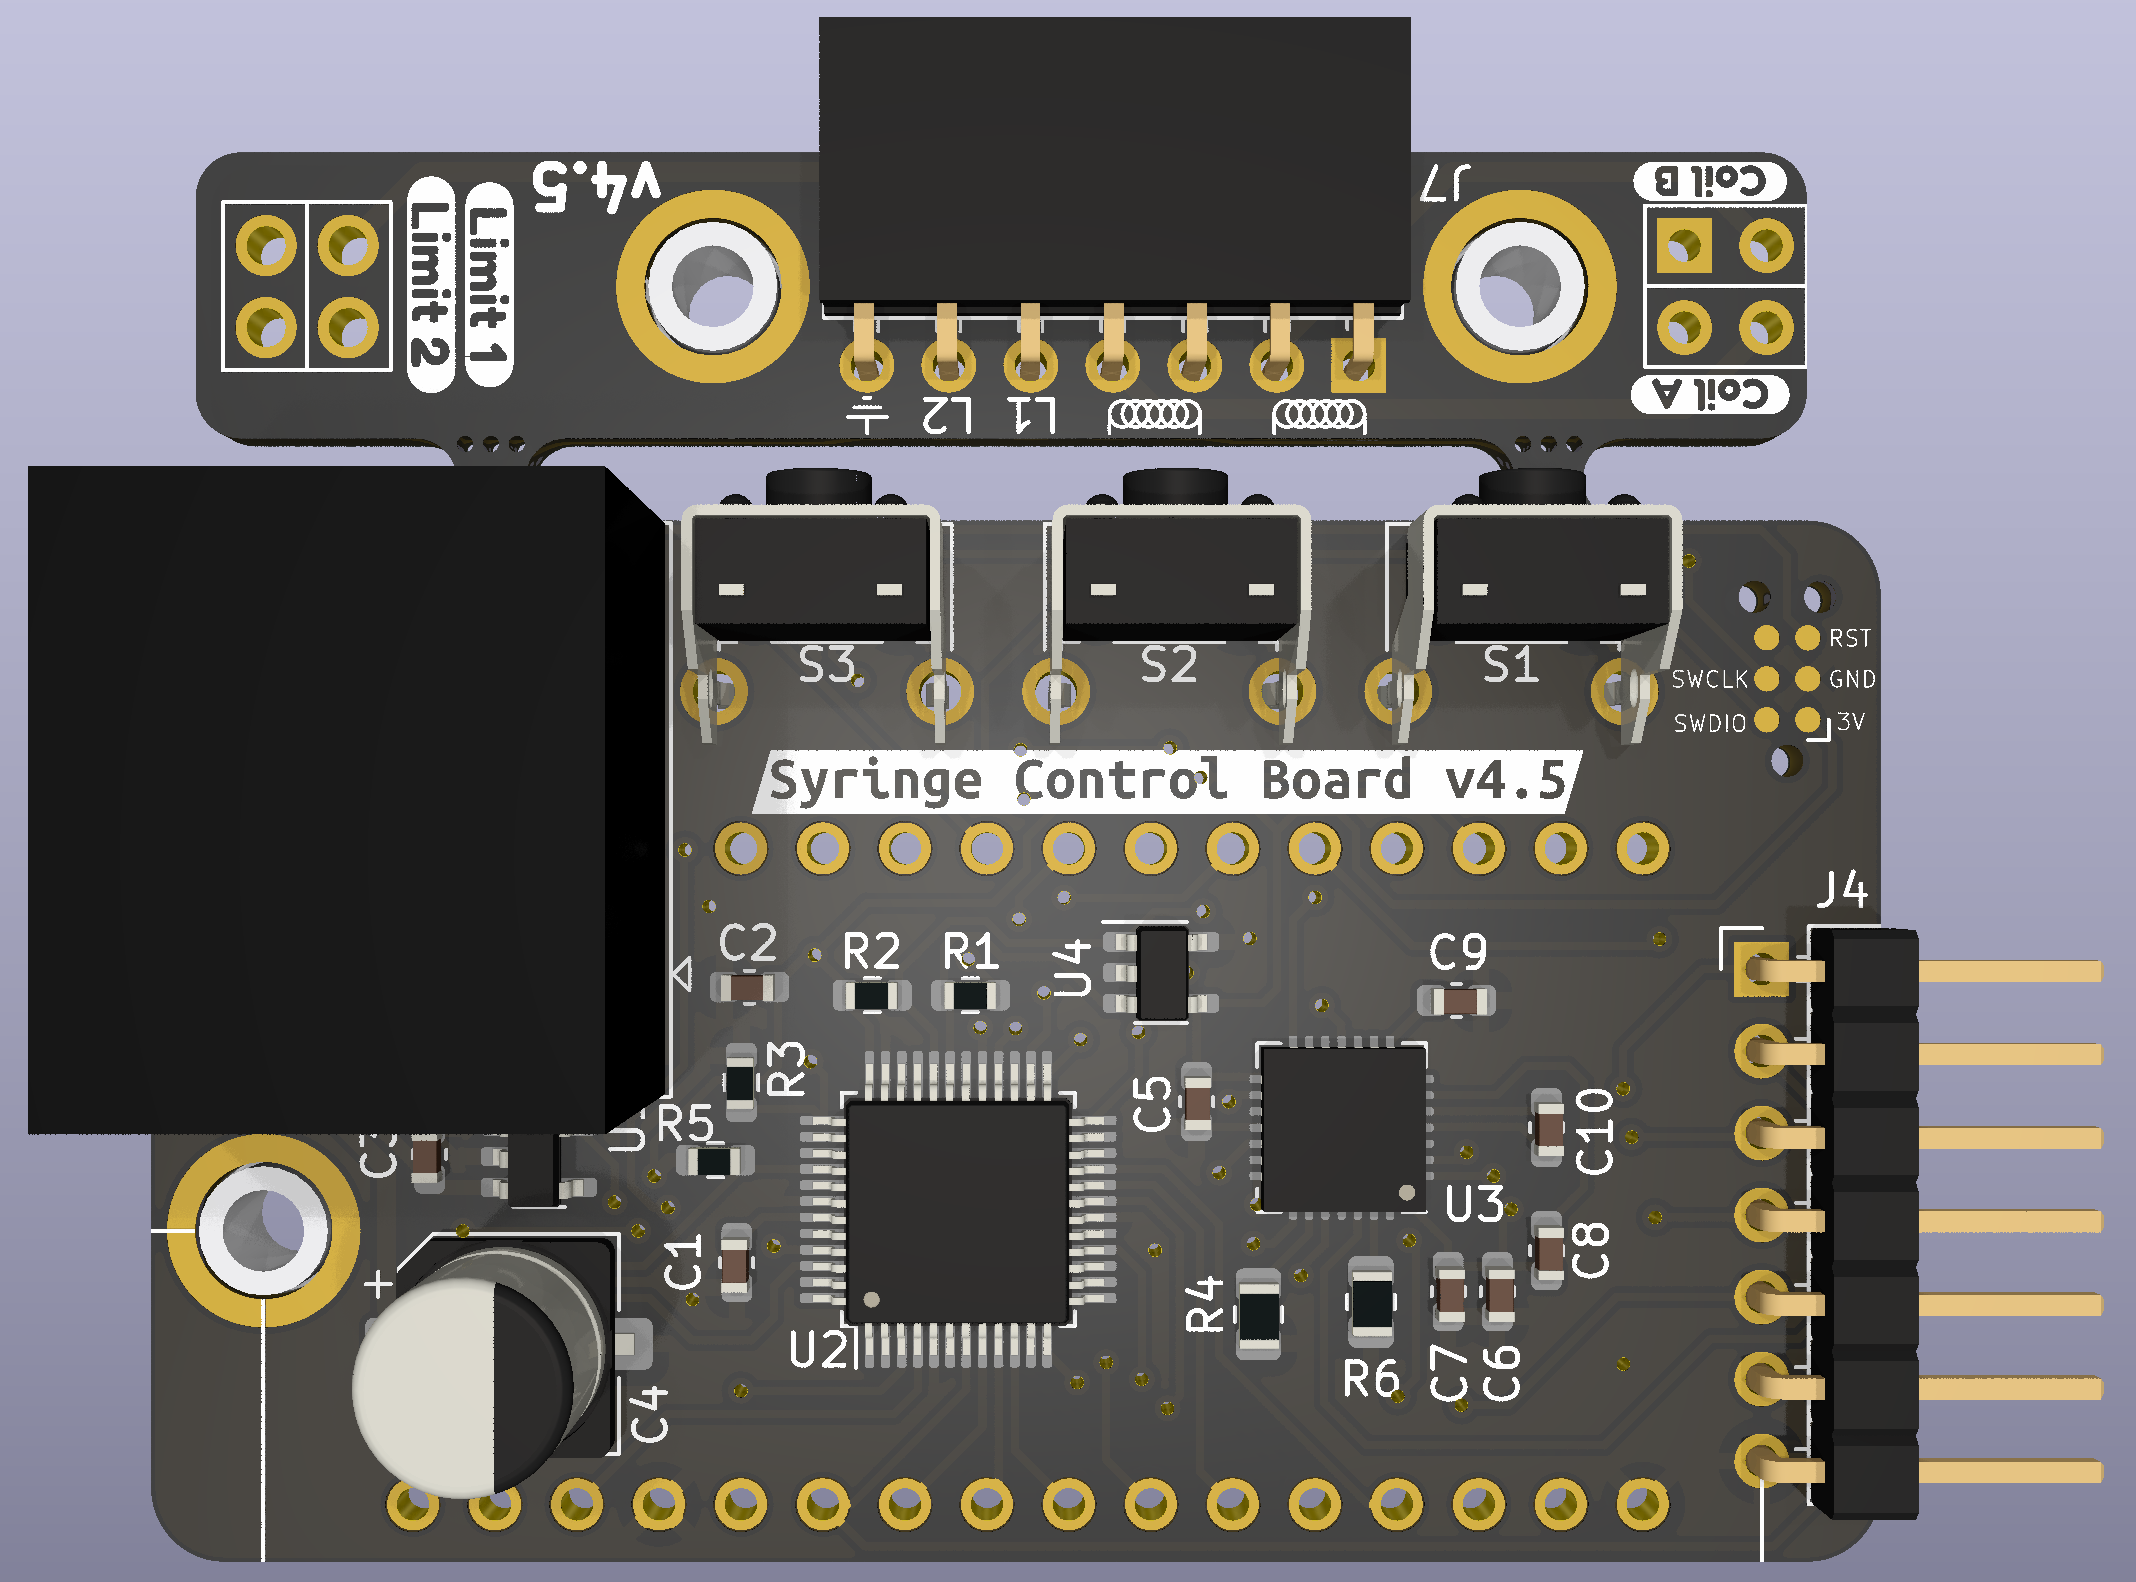 v4.5
J7
Coil B
Limit 1
Limit 2
Coil A
L2
L1
S3
S2
S1
RST
SWCLK
GND
SWDIO
3V
Syringe Control Board v4.5
J4
C2
R2
R1
U4
C9
R3
C5
C10
R5
C3
U3
C1
C8
R4
+
U2
R6
C7
C6
C4